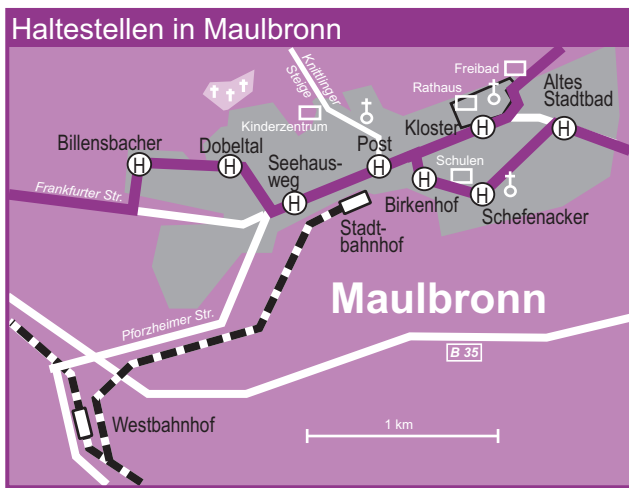 Haltestellen in Maulbronn
Knittlinger
Steige
Freibad
Rathaus
Altes
Stadtbad
Kinderzentrum
Kloster
Billensbacher
Dobeltal
Post
H
H
H
H
H
Seehaus-
weg
Schulen
Frankfurter Str.
H
H
H
Birkenhof
Schefenacker
Stadt-
bahnhof
Maulbronn
Pforzheimer Str.
B 35
Westbahnhof
1 km